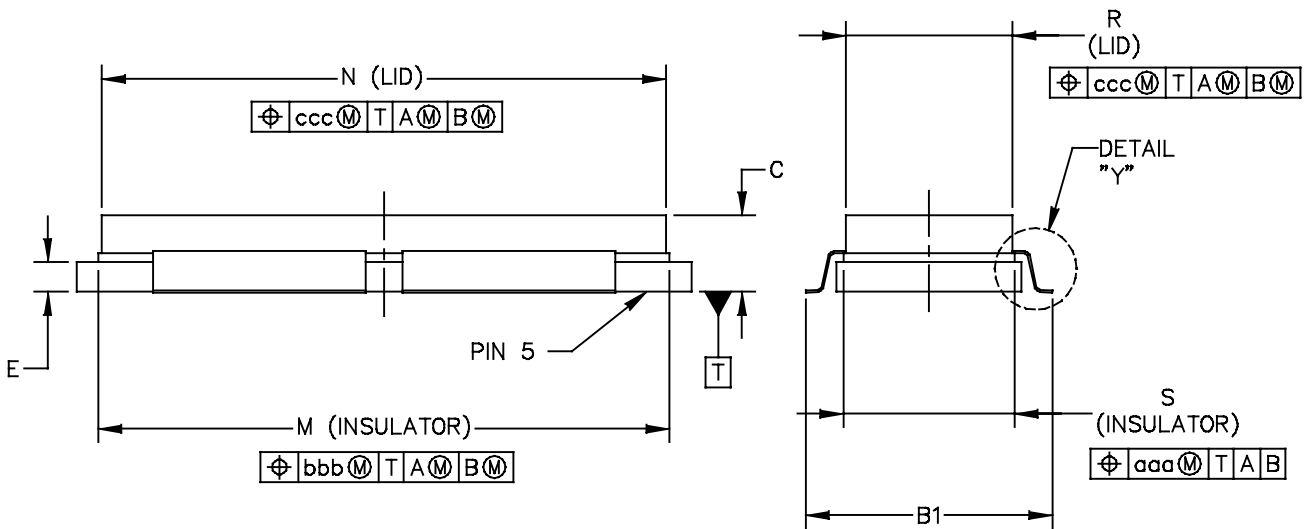 N (LID)
⌖ ccc Ⓜ T A Ⓜ B Ⓜ
R
(LID)
⌖ ccc Ⓜ T A Ⓜ B Ⓜ
DETAIL
"Y"
C
E
PIN 5
T
M (INSULATOR)
⌖ bbb Ⓜ T A Ⓜ B Ⓜ
S
(INSULATOR)
⌖ aaa Ⓜ T A B
B1